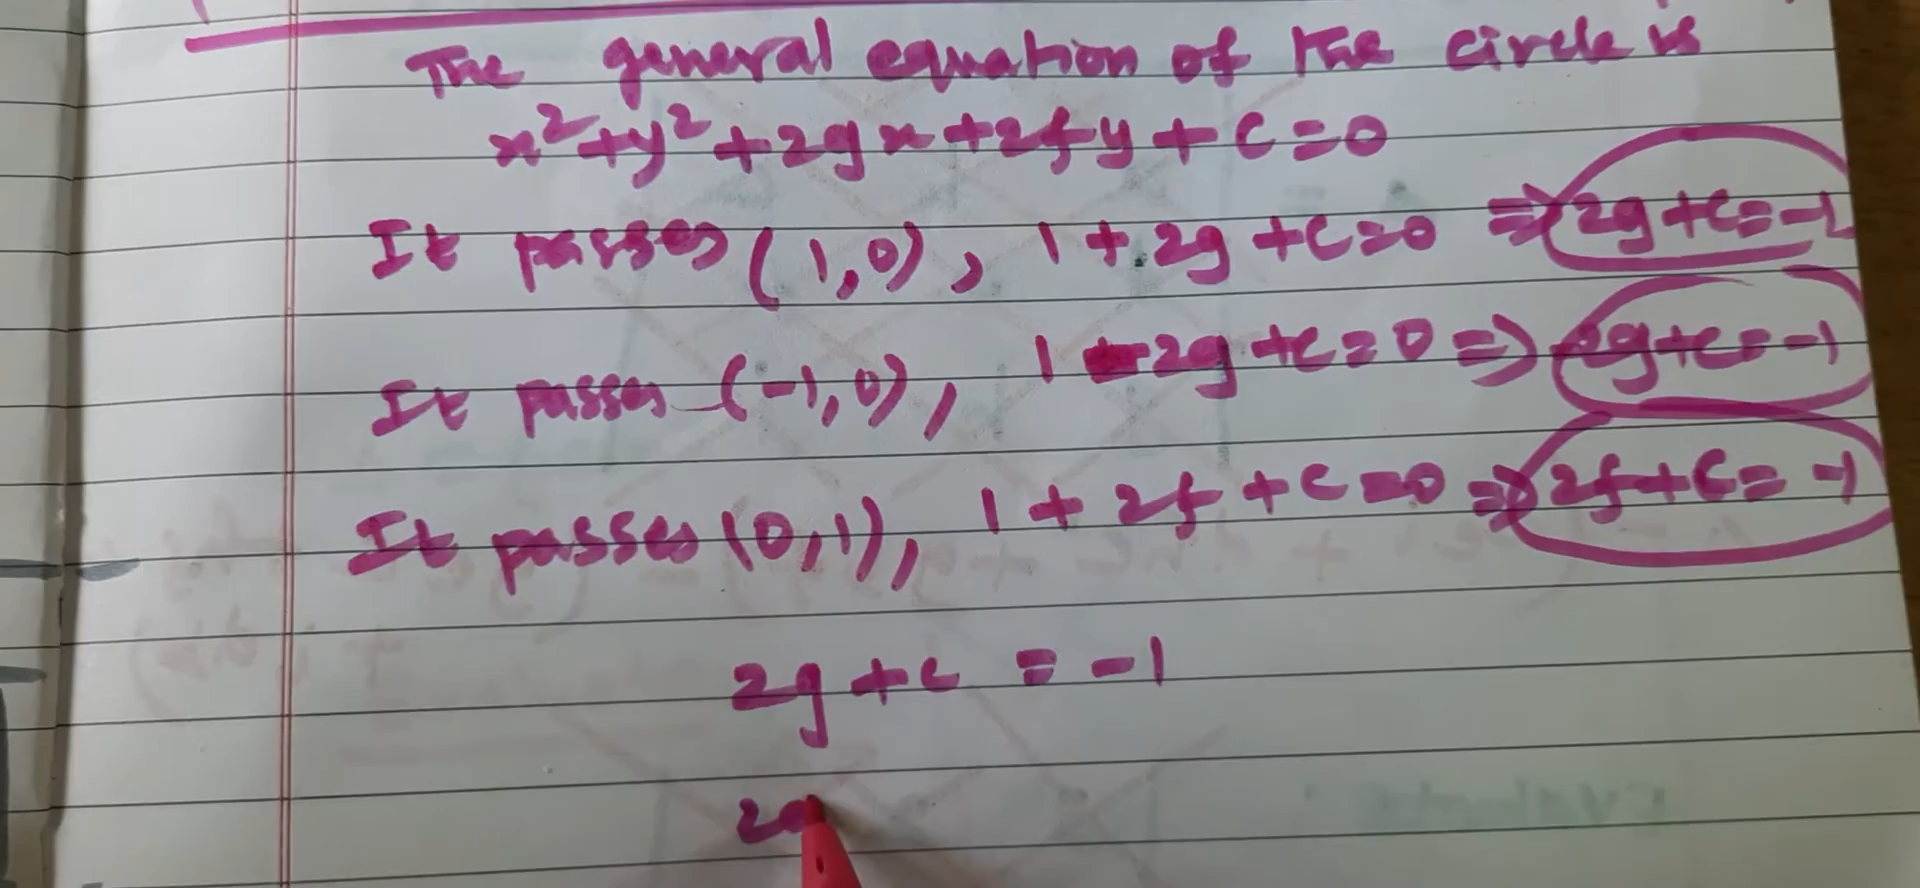 The general equation of the circle is
x²+y²+2gx+2fy+c=0
It passes (1,0), 1+2g+c=0 ⇒ 2g+c=-1
It passes (-1,0), 1-2g+c=0 ⇒ -2g+c=-1
It passes (0,1), 1+2f+c=0 ⇒ 2f+c=-1
2g+c = -1
2